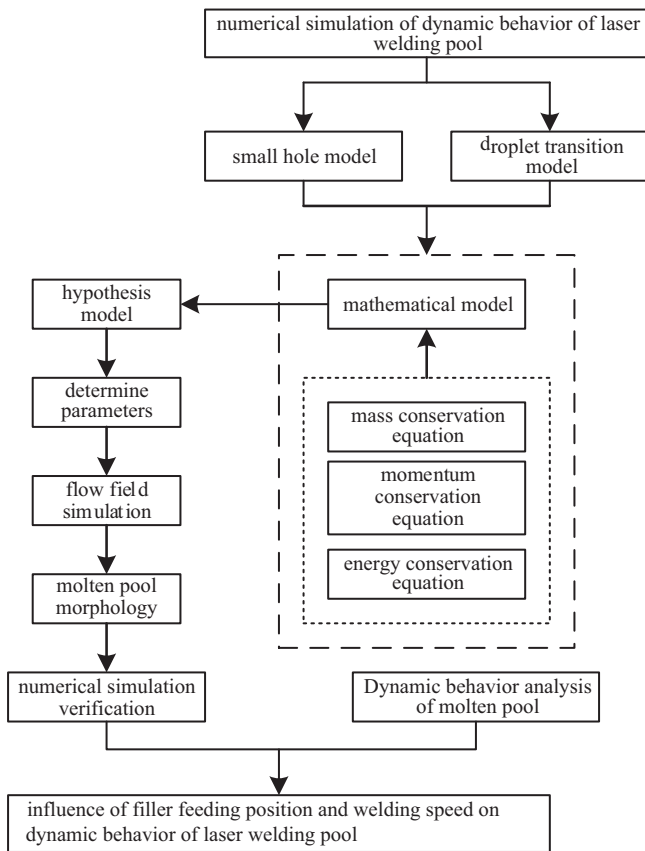 numerical simulation of dynamic behavior of laser
welding pool
small hole model
droplet transition
model
hypothesis
model
mathematical model
determine
parameters
mass conservation
equation
flow field
simulation
momentum
conservation
equation
molten pool
morphology
energy conservation
equation
numerical simulation
verification
Dynamic behavior analysis
of molten pool
influence of filler feeding position and welding speed on
dynamic behavior of laser welding pool